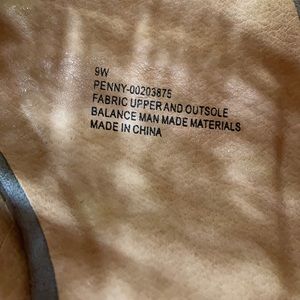 9W
PENNY-00203875
FABRIC UPPER AND OUTSOLE
BALANCE MAN MADE MATERIALS
MADE IN CHINA